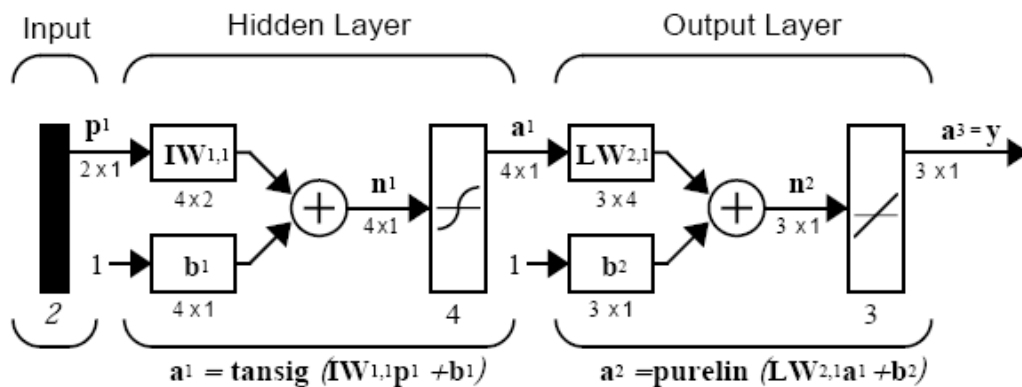 Input Hidden Layer Output Layer
p¹ a¹ a³ = y
IW¹,¹ LW²,¹
2 x 1 4x1 3 x 1
4 x 2 n¹ 3 x 4 n²
4x1 3 x 1
1 b¹ 1 b²
2 4 x 1 4 3 x 1 3
a¹ = tansig (IW¹,¹p¹ +b¹) a² =purelin (LW²,¹a¹ +b²)